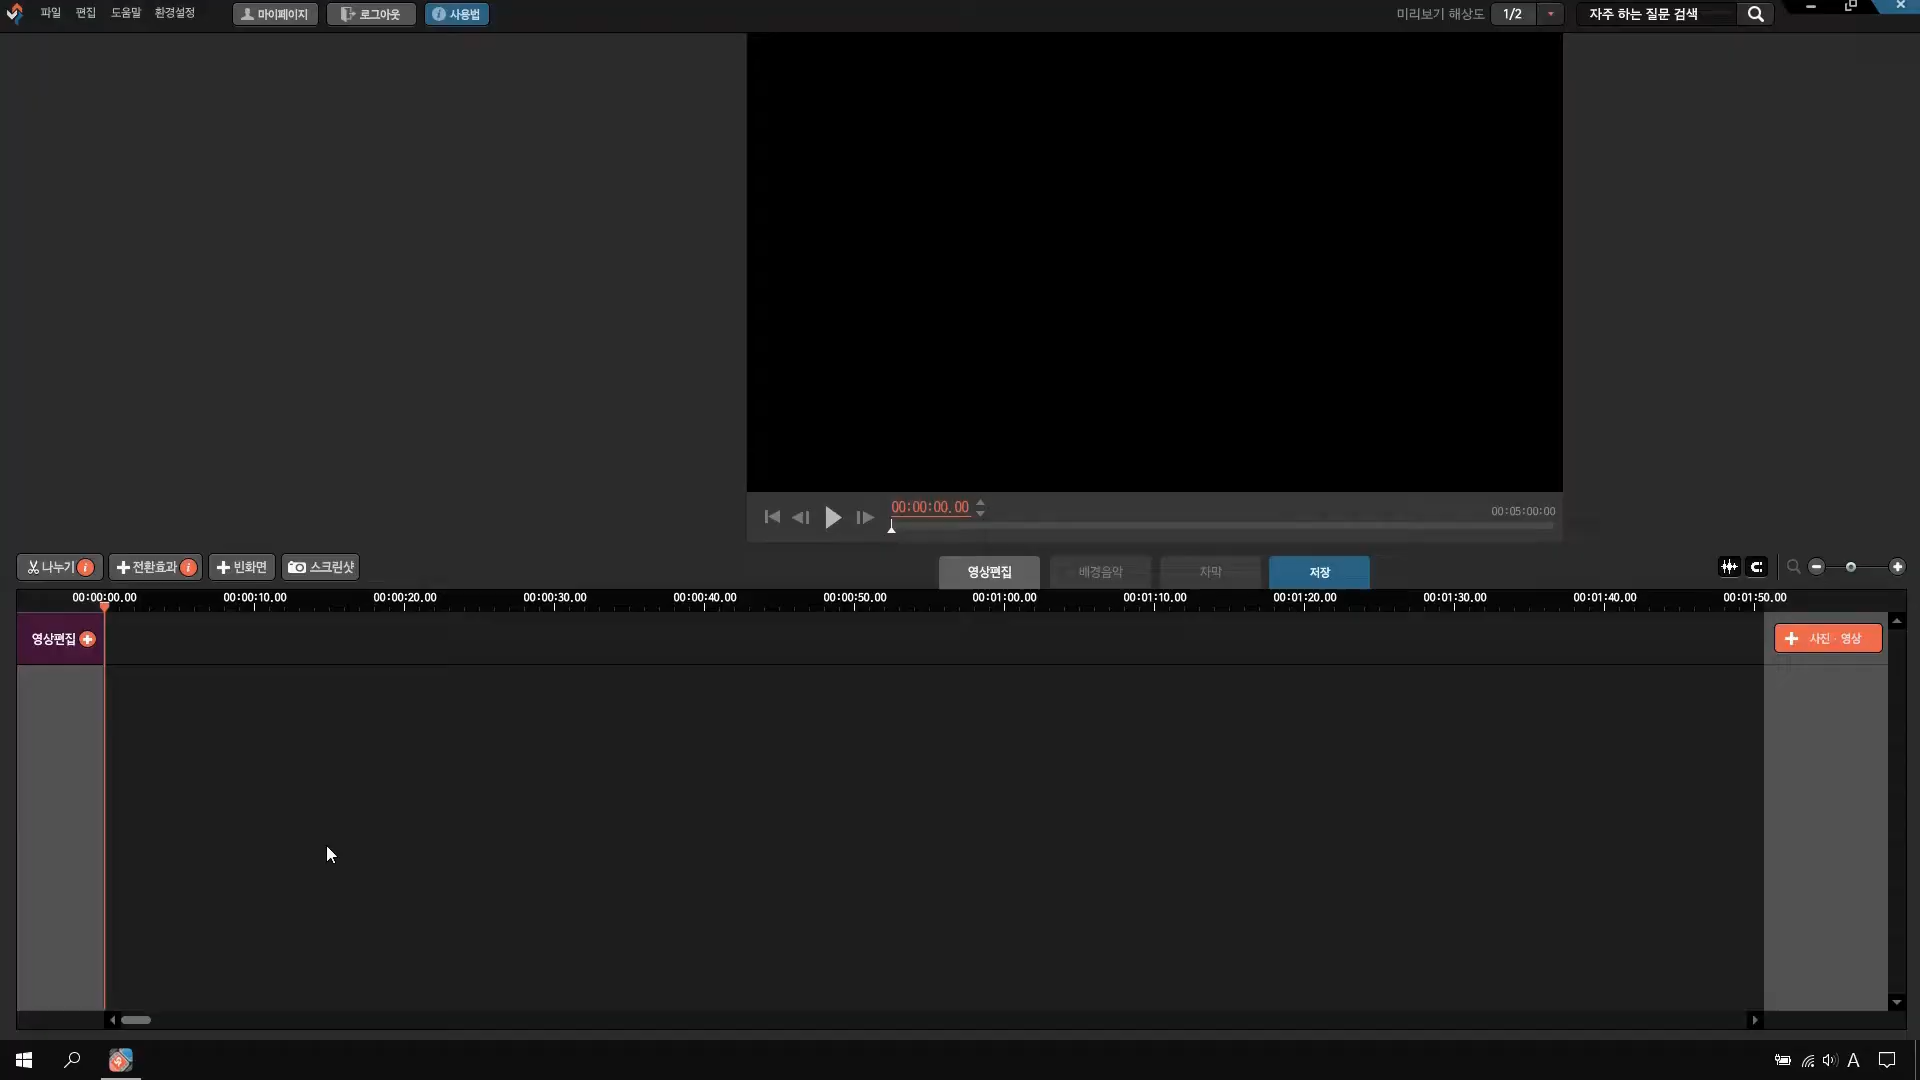 파일 편집 도움말 환경설정 마이페이지 로그아웃 사용법 미리보기 해상도 1/2 자주 하는 질문 검색
00:00:00.00 00:05:00:00
나누기 전환효과 빈화면 스크린샷 영상편집 배경음악 자막 저장
00:00:00.00 00:00:10.00 00:00:20.00 00:00:30.00 00:00:40.00 00:00:50.00 00:01:00.00 00:01:10.00 00:01:20.00 00:01:30.00 00:01:40.00 00:01:50.00
영상편집 사진 · 영상
A